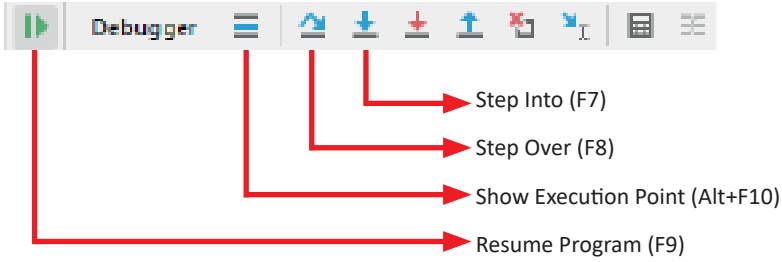 Debugger
Step Into (F7)
Step Over (F8)
Show Execution Point (Alt+F10)
Resume Program (F9)